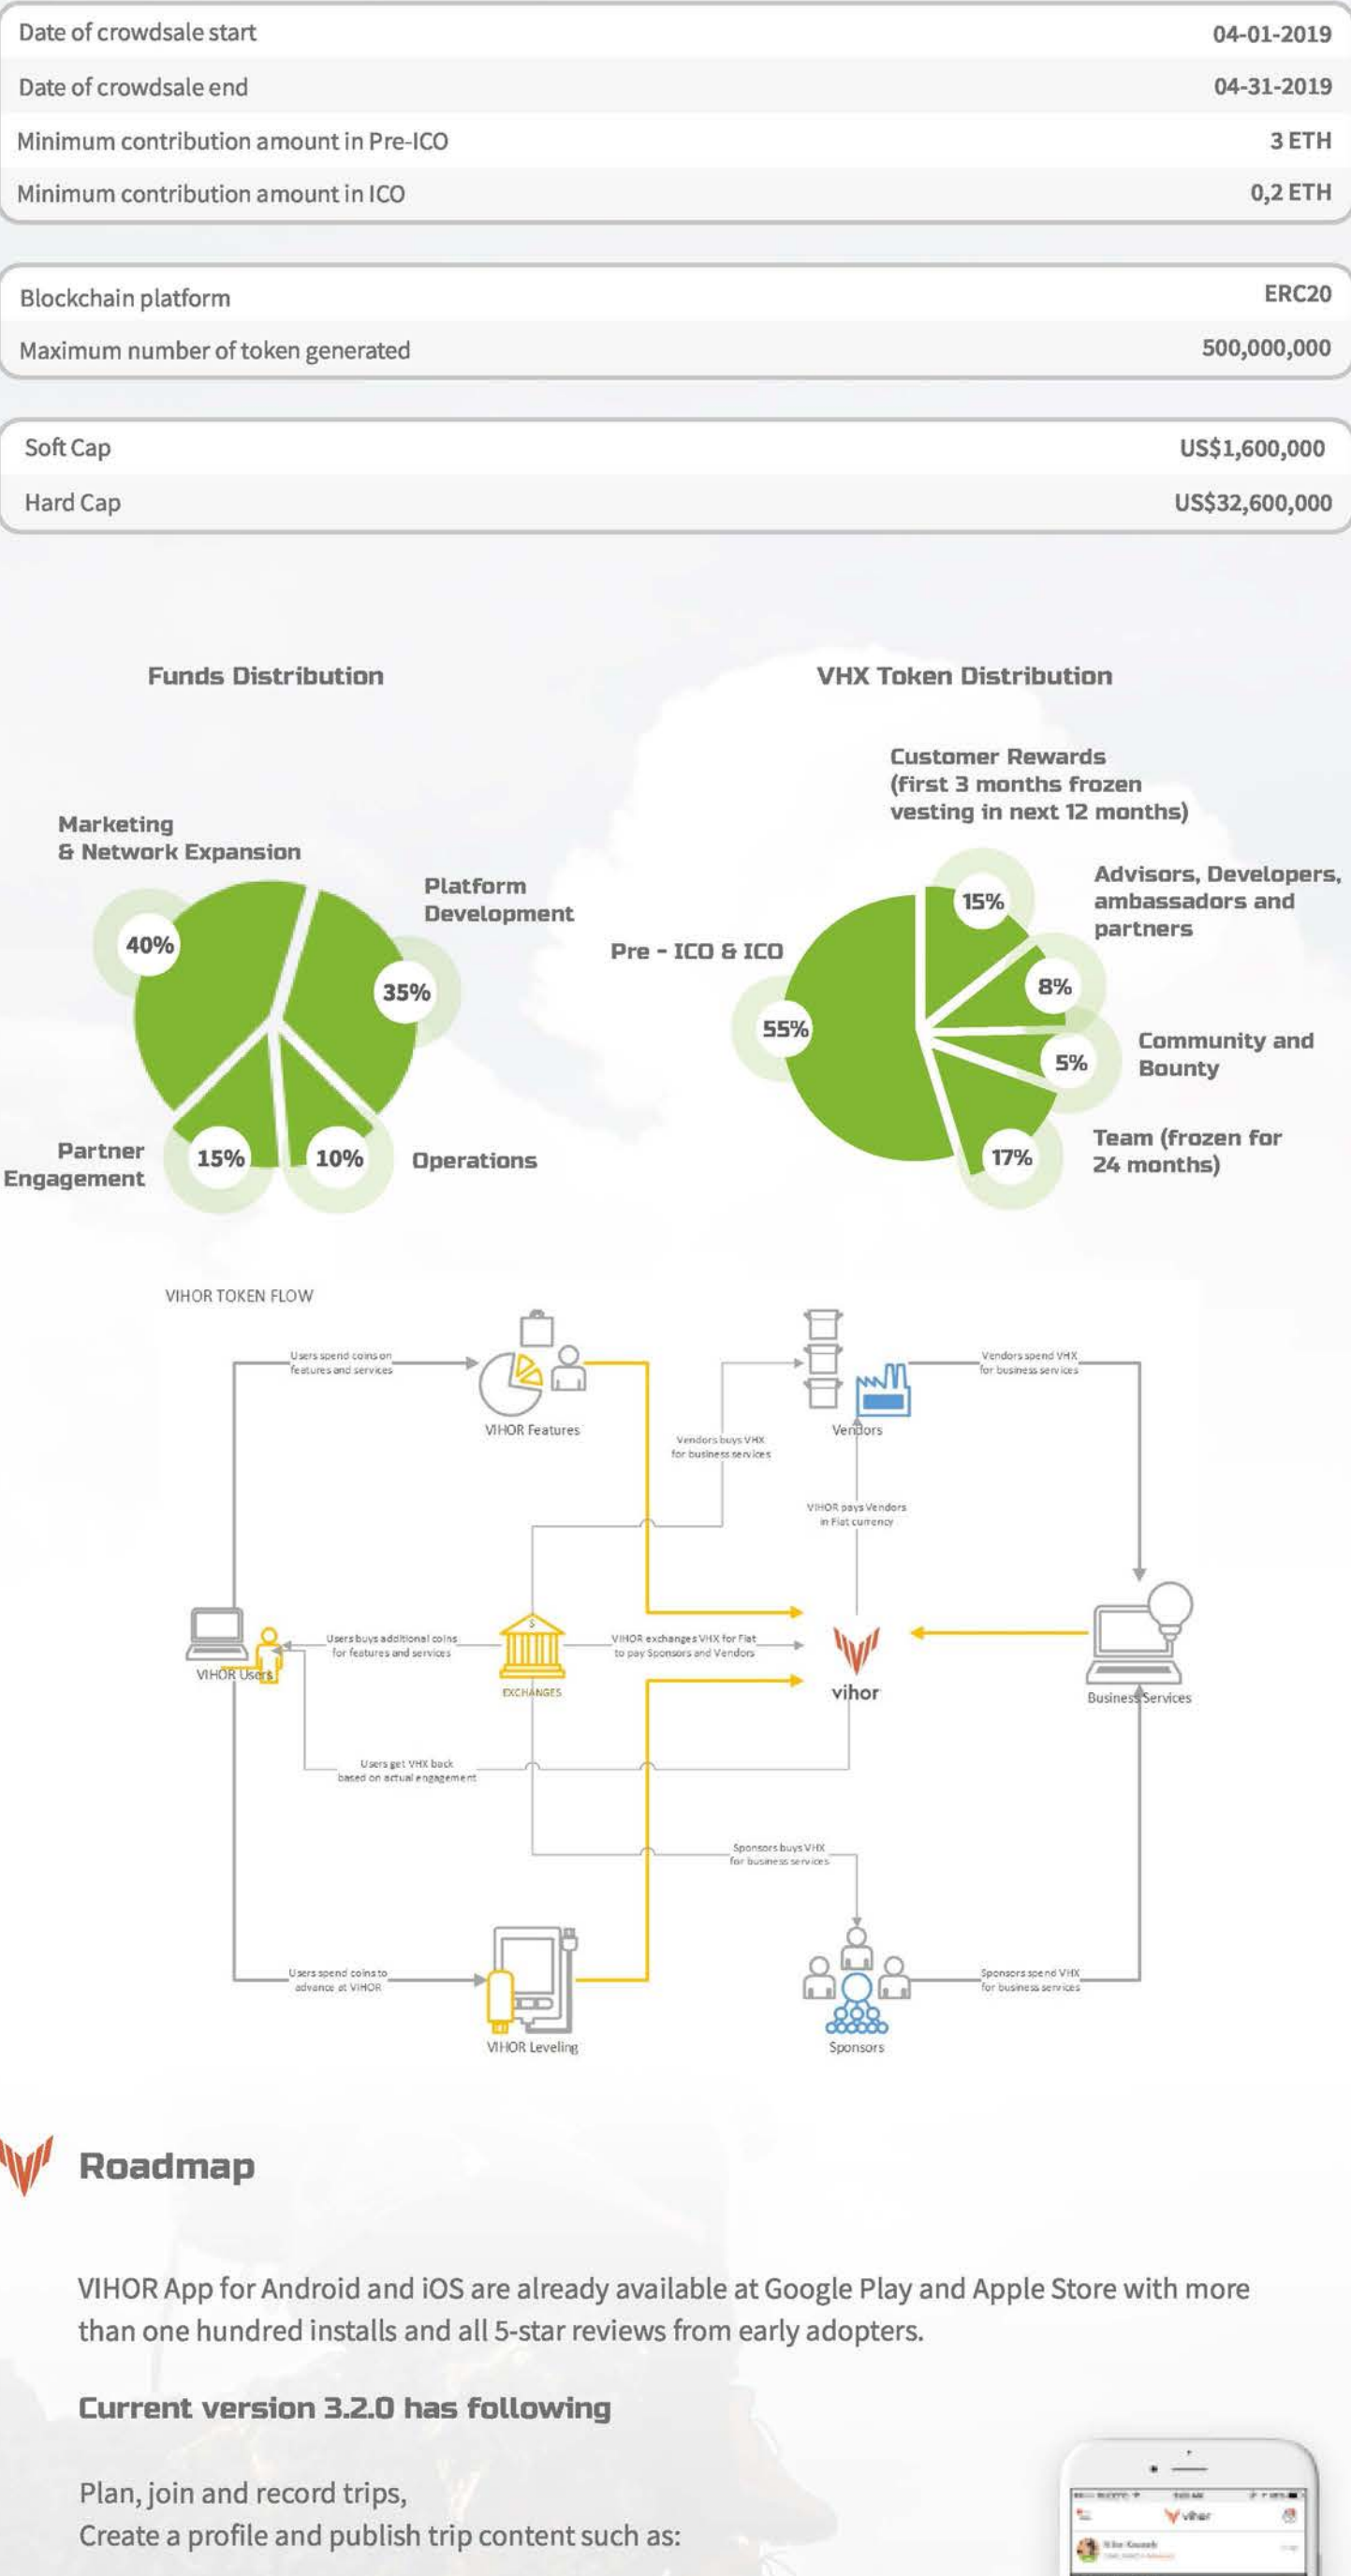 Date of crowdsale start 04-01-2019
Date of crowdsale end 04-31-2019
Minimum contribution amount in Pre-ICO 3 ETH
Minimum contribution amount in ICO 0,2 ETH
Blockchain platform ERC20
Maximum number of token generated 500,000,000
Soft Cap US$1,600,000
Hard Cap US$32,600,000
Funds Distribution
Marketing
& Network Expansion
40%
Platform
Development
35%
Partner
Engagement
15%
10%
Operations
VHX Token Distribution
Customer Rewards
(first 3 months frozen
vesting in next 12 months)
15%
Advisors, Developers,
ambassadors and
partners
8%
Pre - ICO & ICO
55%
Community and
Bounty
5%
Team (frozen for
24 months)
17%
VIHOR TOKEN FLOW
Users spend coins on
features and services
VIHOR Features
Vendors buys VHX
for business services
Vendors
Vendors spend VHX
for business services
VIHOR pays Vendors
in Fiat currency
VIHOR Users
Users buys additional coins
for features and services
$
EXCHANGES
VIHOR exchanges VHX for Fiat
to pay Sponsors and Vendors
vihor
Business Services
Users get VHX back
based on actual engagement
Sponsors buys VHX
for business services
Users spend coins to
advance at VIHOR
VIHOR Leveling
Sponsors
Sponsors spend VHX
for business services
Roadmap
VIHOR App for Android and iOS are already available at Google Play and Apple Store with more
than one hundred installs and all 5-star reviews from early adopters.
Current version 3.2.0 has following
Plan, join and record trips,
Create a profile and publish trip content such as:
vihor